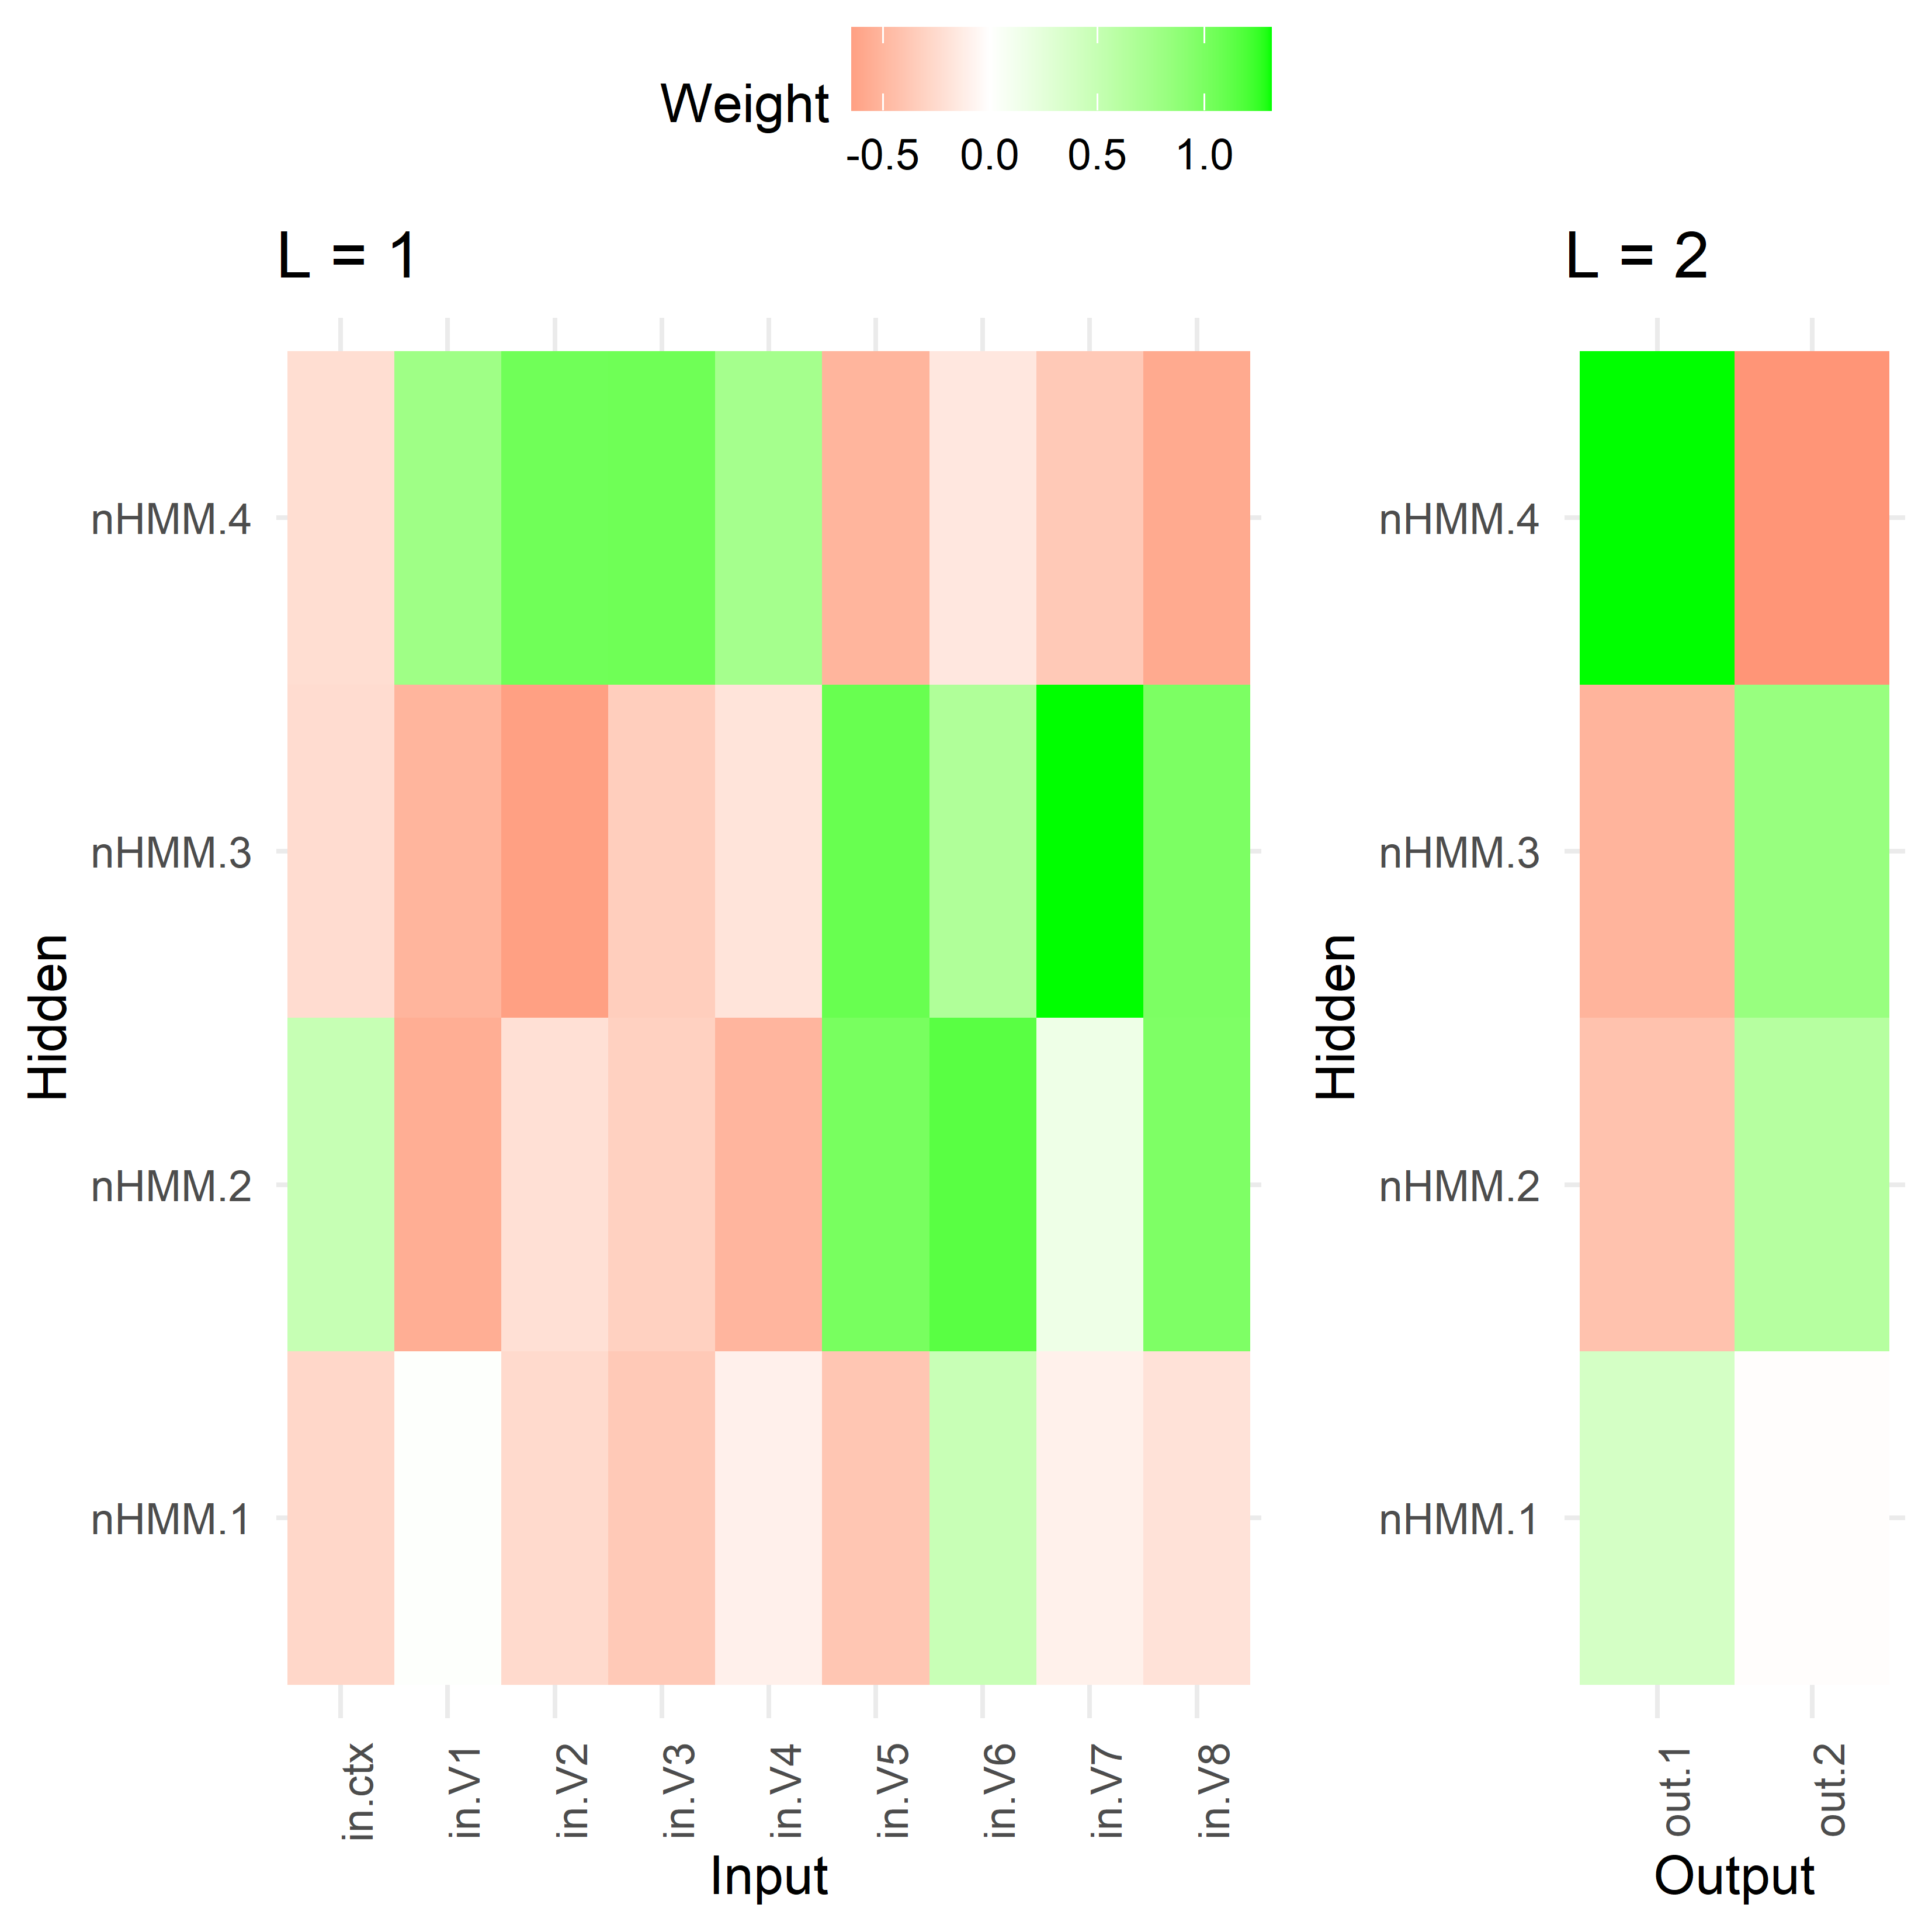 Weight
-0.5 0.0 0.5 1.0
L = 1
L = 2
nHMM.4
nHMM.3
nHMM.2
nHMM.1
Hidden
in.ctx in.V1 in.V2 in.V3 in.V4 in.V5 in.V6 in.V7 in.V8
Input
nHMM.4
nHMM.3
nHMM.2
nHMM.1
Hidden
out.1 out.2
Output